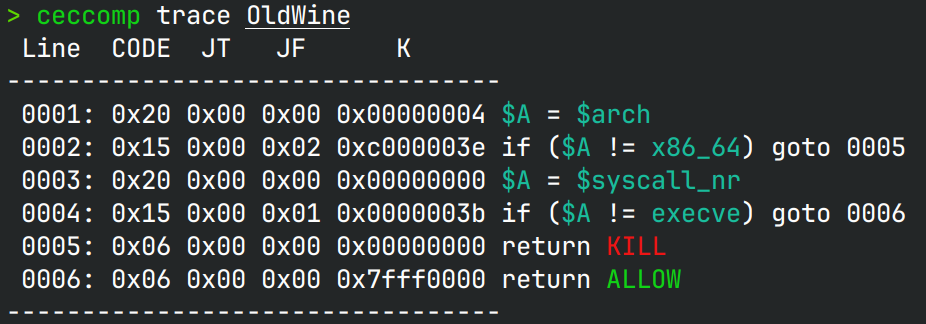 > ceccomp trace OldWine
Line CODE JT JF K
---------------------------------
0001: 0x20 0x00 0x00 0x00000004 $A = $arch
0002: 0x15 0x00 0x02 0xc000003e if ($A != x86_64) goto 0005
0003: 0x20 0x00 0x00 0x00000000 $A = $syscall_nr
0004: 0x15 0x00 0x01 0x0000003b if ($A != execve) goto 0006
0005: 0x06 0x00 0x00 0x00000000 return KILL
0006: 0x06 0x00 0x00 0x7fff0000 return ALLOW
---------------------------------